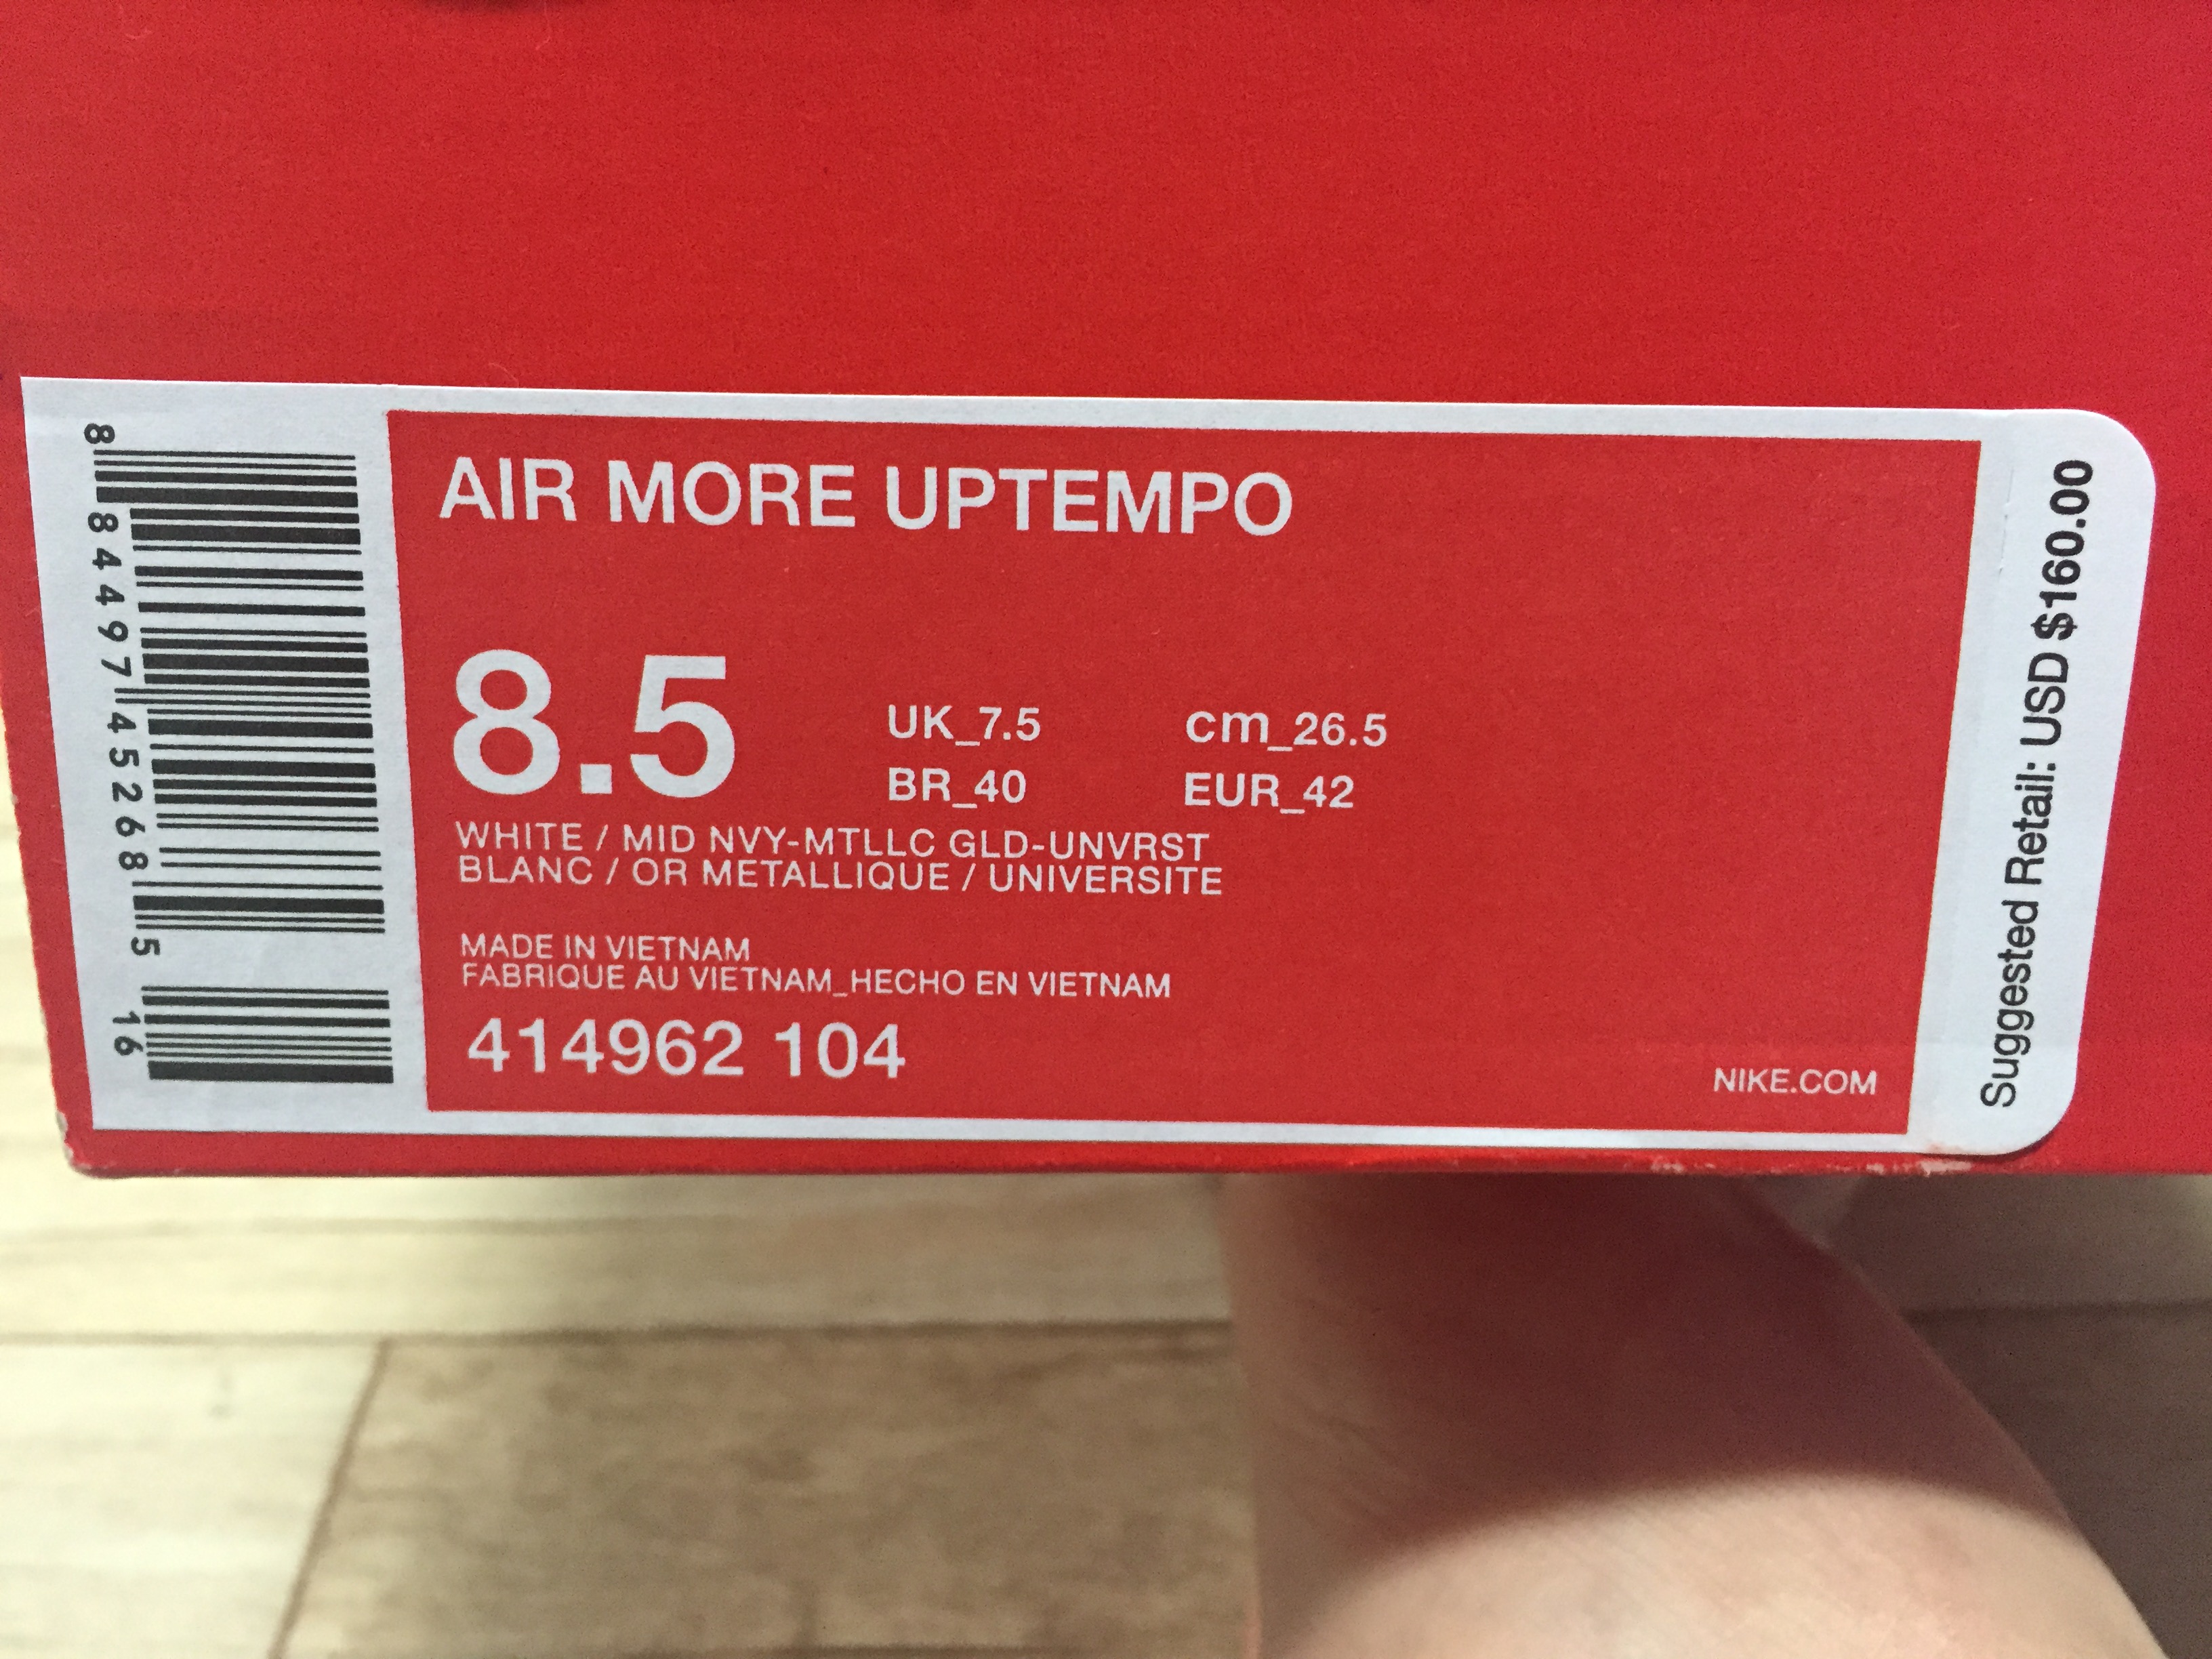 8 84497 45268 5 16
AIR MORE UPTEMPO
8.5
UK_7.5 cm_26.5
BR_40 EUR_42
WHITE / MID NVY-MTLLC GLD-UNVRST
BLANC / OR METALLIQUE / UNIVERSITE
MADE IN VIETNAM
FABRIQUE AU VIETNAM_HECHO EN VIETNAM
414962 104
NIKE.COM
Suggested Retail: USD $160.00